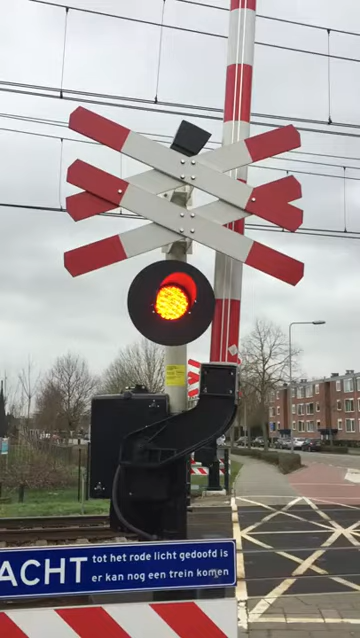 ACHT
tot het rode licht gedoofd is
er kan nog een trein komen